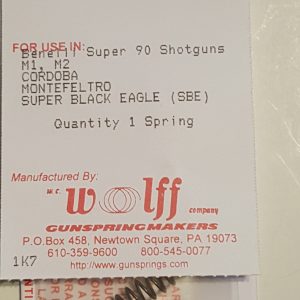 FOR USE IN:
Benelli Super 90 Shotguns
M1, M2
CORDOBA
MONTEFELTRO
SUPER BLACK EAGLE (SBE)
Quantity 1 Spring
Manufactured By:
W.C. Wolff company
GUNSPRINGMAKERS
P.O.Box 458, Newtown Square, PA 19073
610-359-9600 800-545-0077
1K7 http://www.gunsprings.com